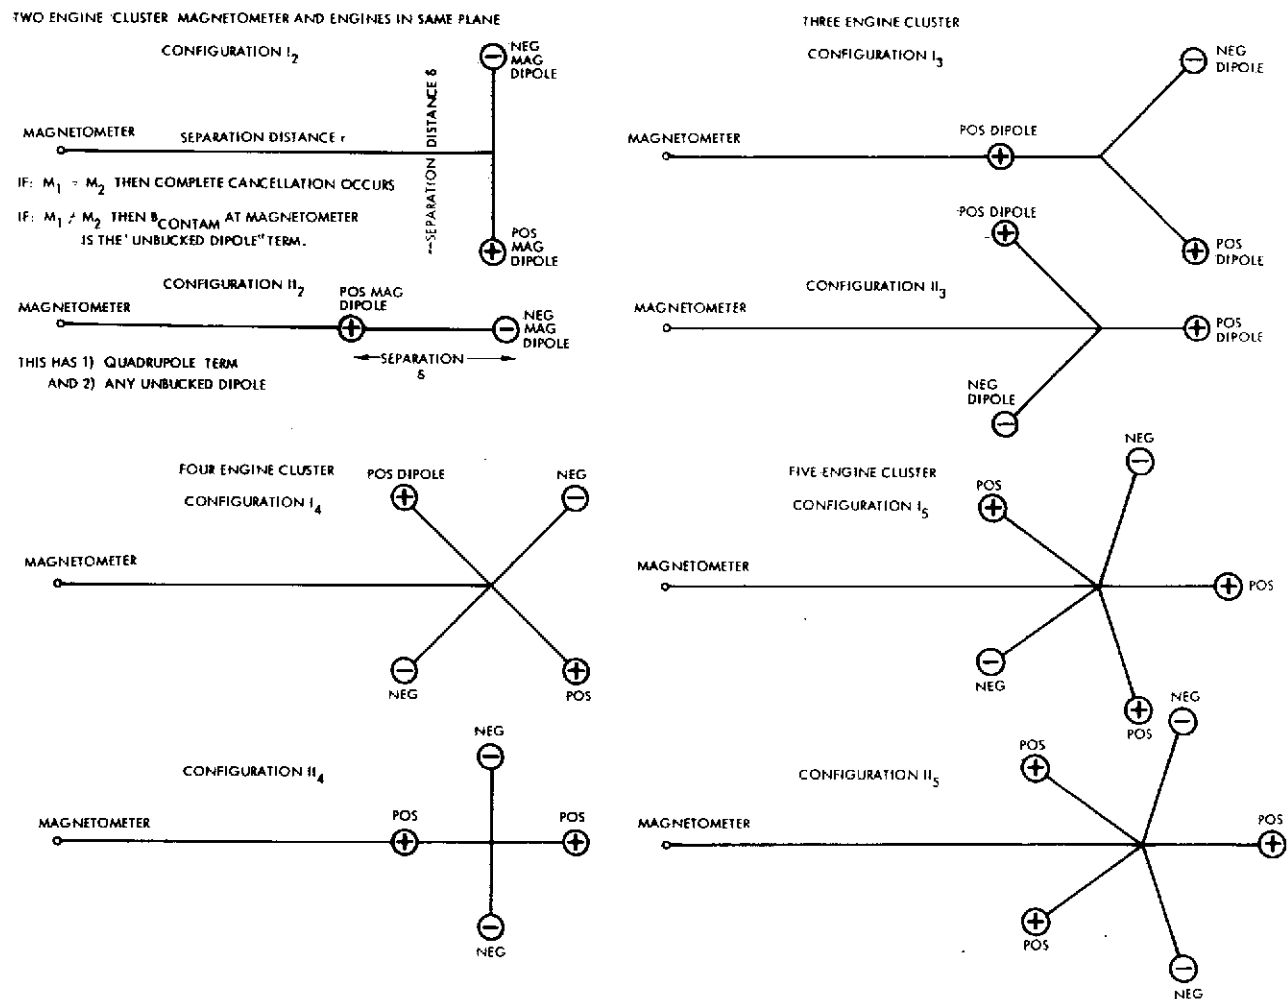 TWO ENGINE CLUSTER MAGNETOMETER AND ENGINES IN SAME PLANE
CONFIGURATION I2
NEG
MAG
DIPOLE
MAGNETOMETER
SEPARATION DISTANCE r
SEPARATION DISTANCE δ
IF: M1 = M2 THEN COMPLETE CANCELLATION OCCURS
IF: M1 ≠ M2 THEN BCONTAM AT MAGNETOMETER
IS THE "UNBUCKED DIPOLE" TERM.
POS
MAG
DIPOLE
CONFIGURATION II2
MAGNETOMETER
POS MAG
DIPOLE
NEG
MAG
DIPOLE
SEPARATION
δ
THIS HAS 1) QUADRUPOLE TERM
AND 2) ANY UNBUCKED DIPOLE
THREE ENGINE CLUSTER
CONFIGURATION I3
NEG
DIPOLE
MAGNETOMETER
POS DIPOLE
POS
DIPOLE
POS DIPOLE
CONFIGURATION II3
MAGNETOMETER
POS
DIPOLE
NEG
DIPOLE
FOUR ENGINE CLUSTER
CONFIGURATION I4
POS DIPOLE
NEG
MAGNETOMETER
NEG
POS
CONFIGURATION II4
NEG
MAGNETOMETER
POS
POS
NEG
FIVE ENGINE CLUSTER
CONFIGURATION I5
POS
NEG
MAGNETOMETER
POS
NEG
POS
CONFIGURATION II5
POS
NEG
MAGNETOMETER
POS
POS
NEG